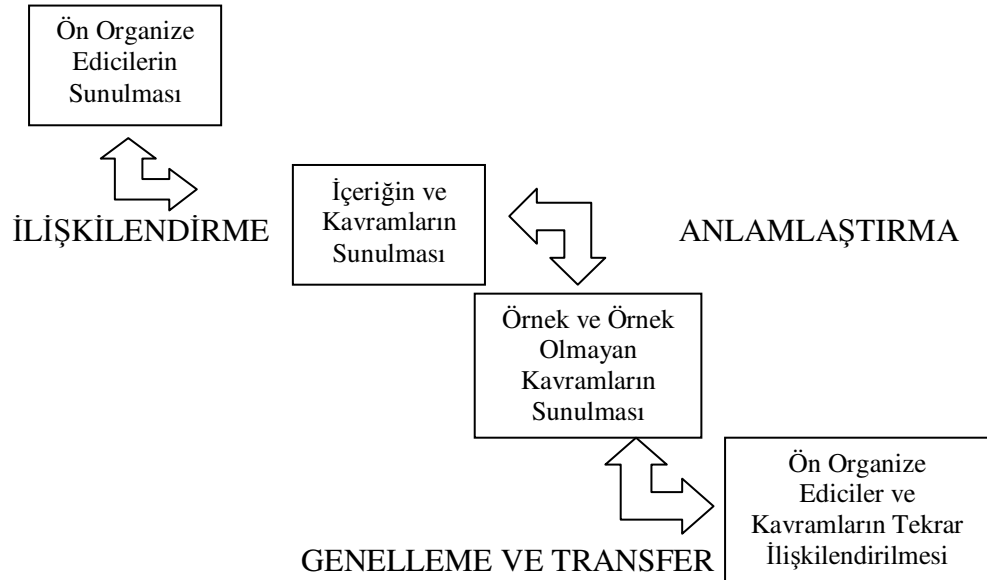 Ön Organize
Edicilerin
Sunulması
İLİŞKİLENDİRME
İçeriğin ve
Kavramların
Sunulması
ANLAMLAŞTIRMA
Örnek ve Örnek
Olmayan
Kavramların
Sunulması
GENELLEME VE TRANSFER
Ön Organize
Ediciler ve
Kavramların Tekrar
İlişkilendirilmesi